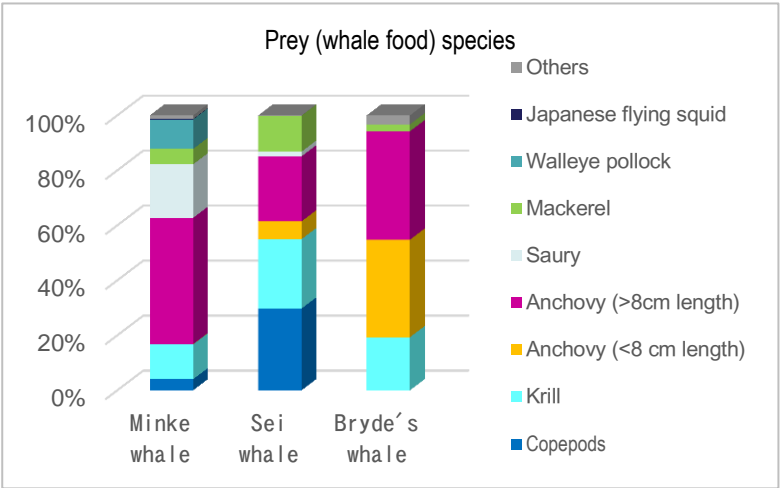 Prey (whale food) species
100%
80%
60%
40%
20%
0%
Minke
whale
Sei
whale
Bryde´s
whale
Others
Japanese flying squid
Walleye pollock
Mackerel
Saury
Anchovy (>8cm length)
Anchovy (<8 cm length)
Krill
Copepods